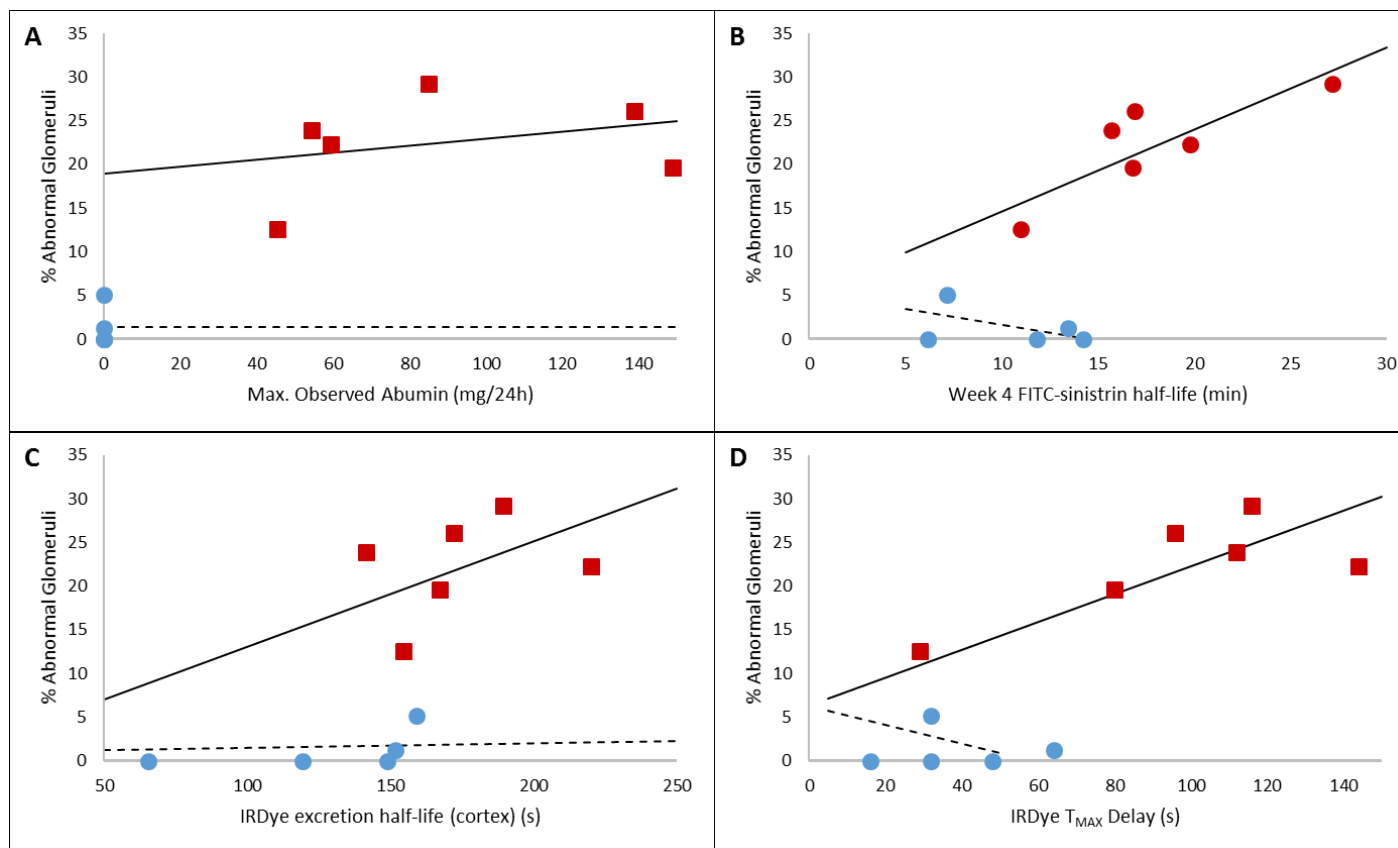 A
% Abnormal Glomeruli
35
30
25
20
15
10
5
0
0 20 40 60 80 100 120 140
Max. Observed Abumin (mg/24h)
B
% Abnormal Glomeruli
35
30
25
20
15
10
5
0
0 5 10 15 20 25 30
Week 4 FITC-sinistrin half-life (min)
C
% Abnormal Glomeruli
35
30
25
20
15
10
5
0
50 100 150 200 250
IRDye excretion half-life (cortex) (s)
D
% Abnormal Glomeruli
35
30
25
20
15
10
5
0
0 20 40 60 80 100 120 140
IRDye TMAX Delay (s)